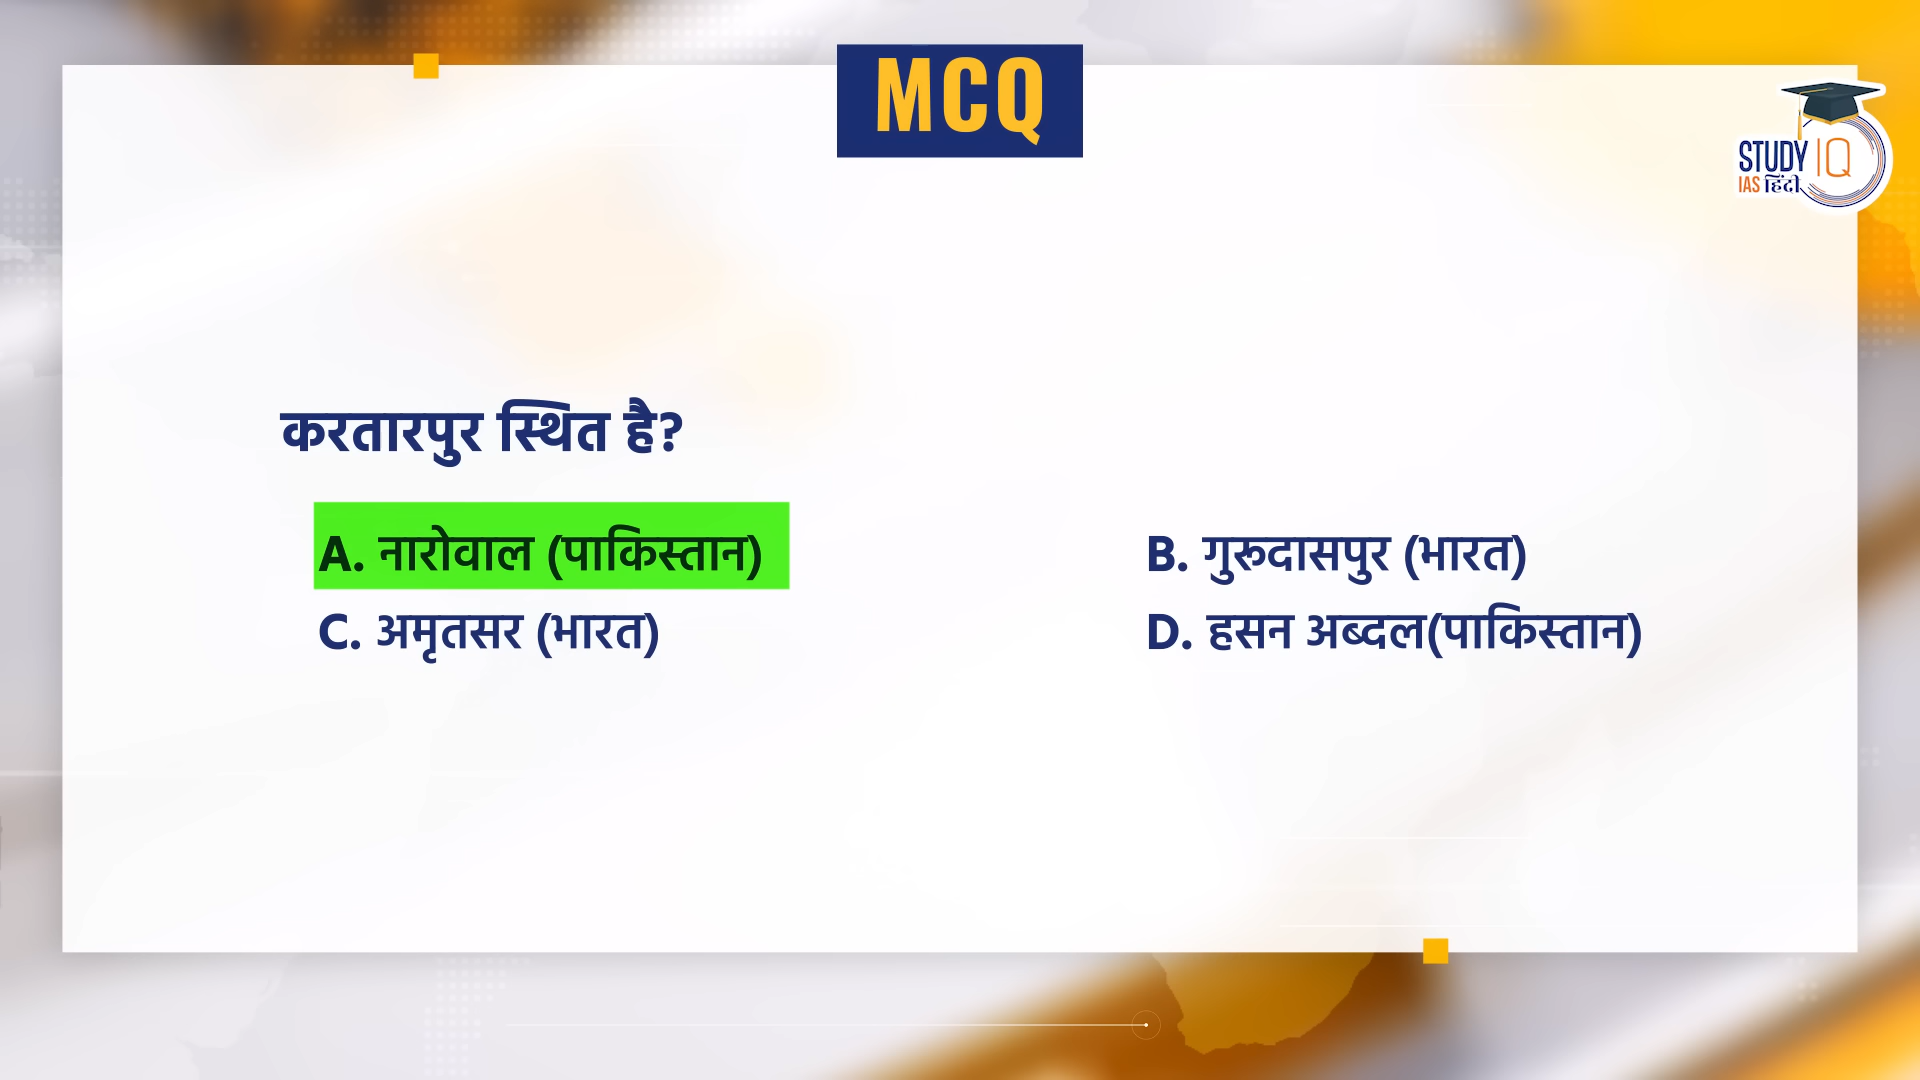 MCQ
STUDY IQ
IAS हिंदी
करतारपुर स्थित है?
A. नारोवाल (पाकिस्तान)
B. गुरूदासपुर (भारत)
C. अमृतसर (भारत)
D. हसन अब्दल(पाकिस्तान)